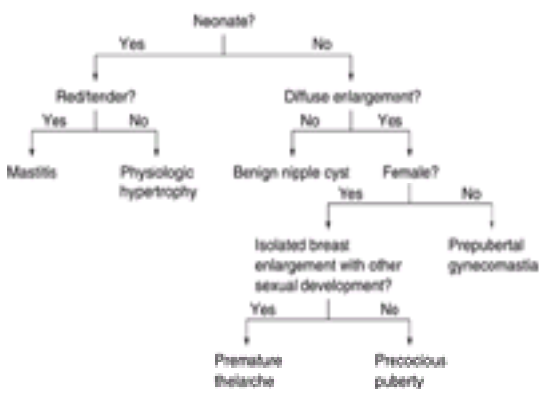 Neonate?
Yes No
Red/tender? Diffuse enlargement?
Yes No No Yes
Mastitis Physiologic
hypertrophy Benign nipple cyst Female?
Yes No
Isolated breast
enlargement with other
sexual development? Prepubertal
gynecomastia
Yes No
Premature
thelarche Precocious
puberty